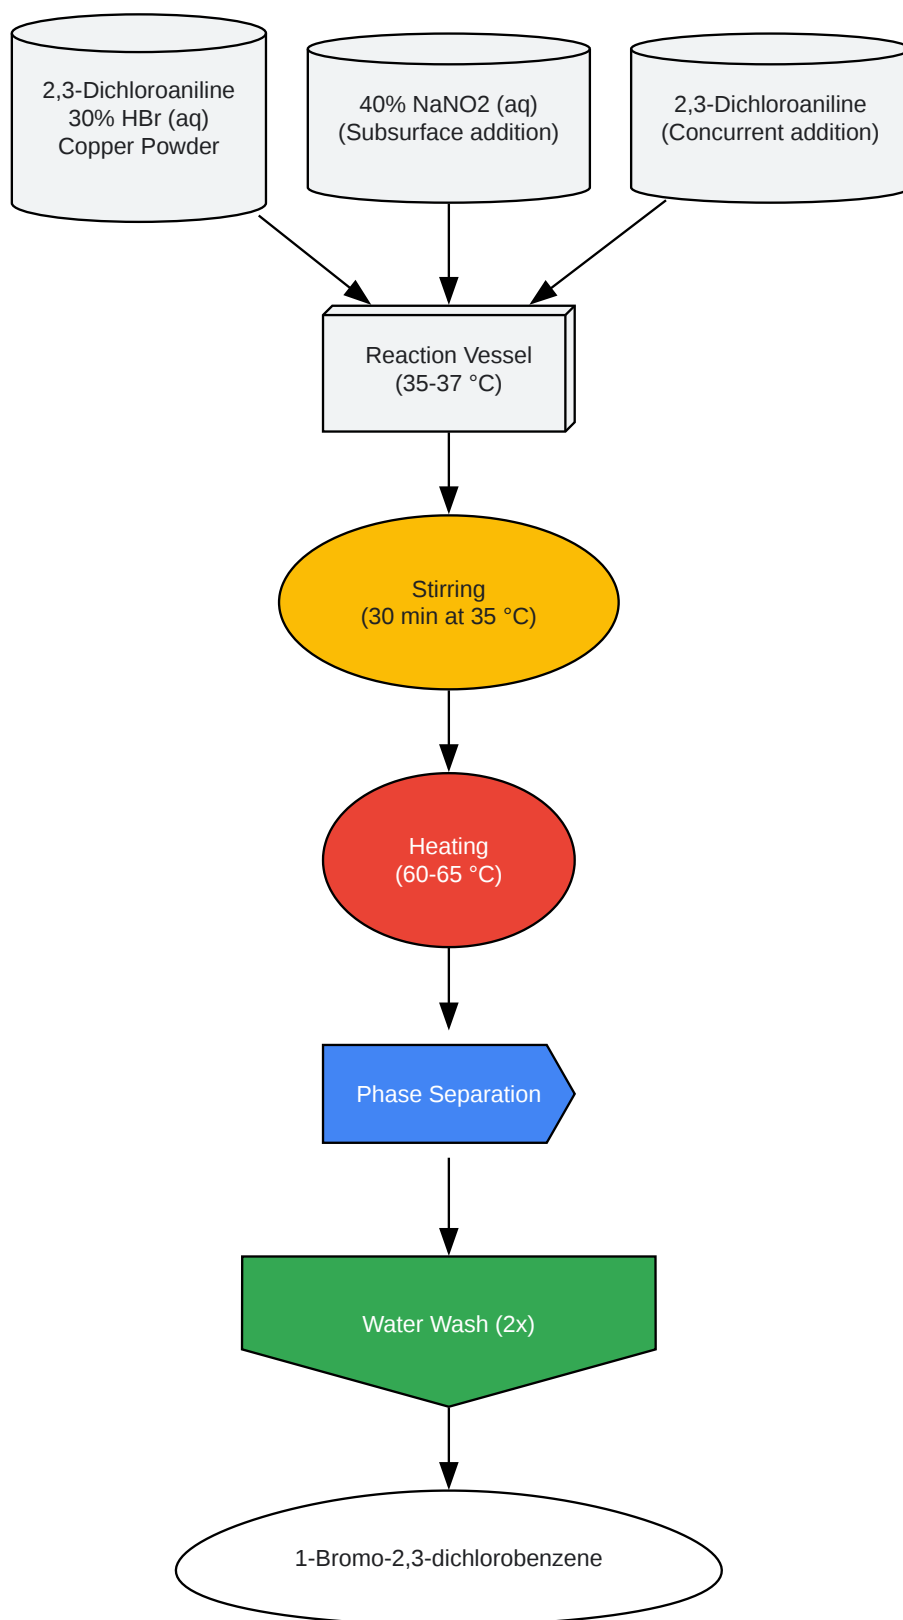 2,3-Dichloroaniline
30% HBr (aq)
Copper Powder
40% NaNO2 (aq)
(Subsurface addition)
2,3-Dichloroaniline
(Concurrent addition)
Reaction Vessel
(35-37 °C)
Stirring
(30 min at 35 °C)
Heating
(60-65 °C)
Phase Separation
Water Wash (2x)
1-Bromo-2,3-dichlorobenzene